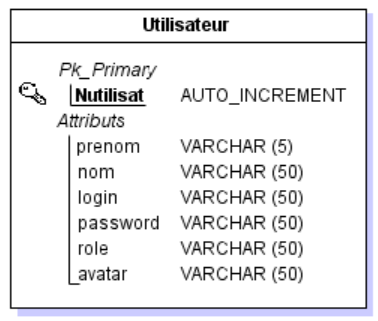 Utilisateur
Pk_Primary
Nutilisat AUTO_INCREMENT
Attributs
prenom VARCHAR (5)
nom VARCHAR (50)
login VARCHAR (50)
password VARCHAR (50)
role VARCHAR (50)
avatar VARCHAR (50)